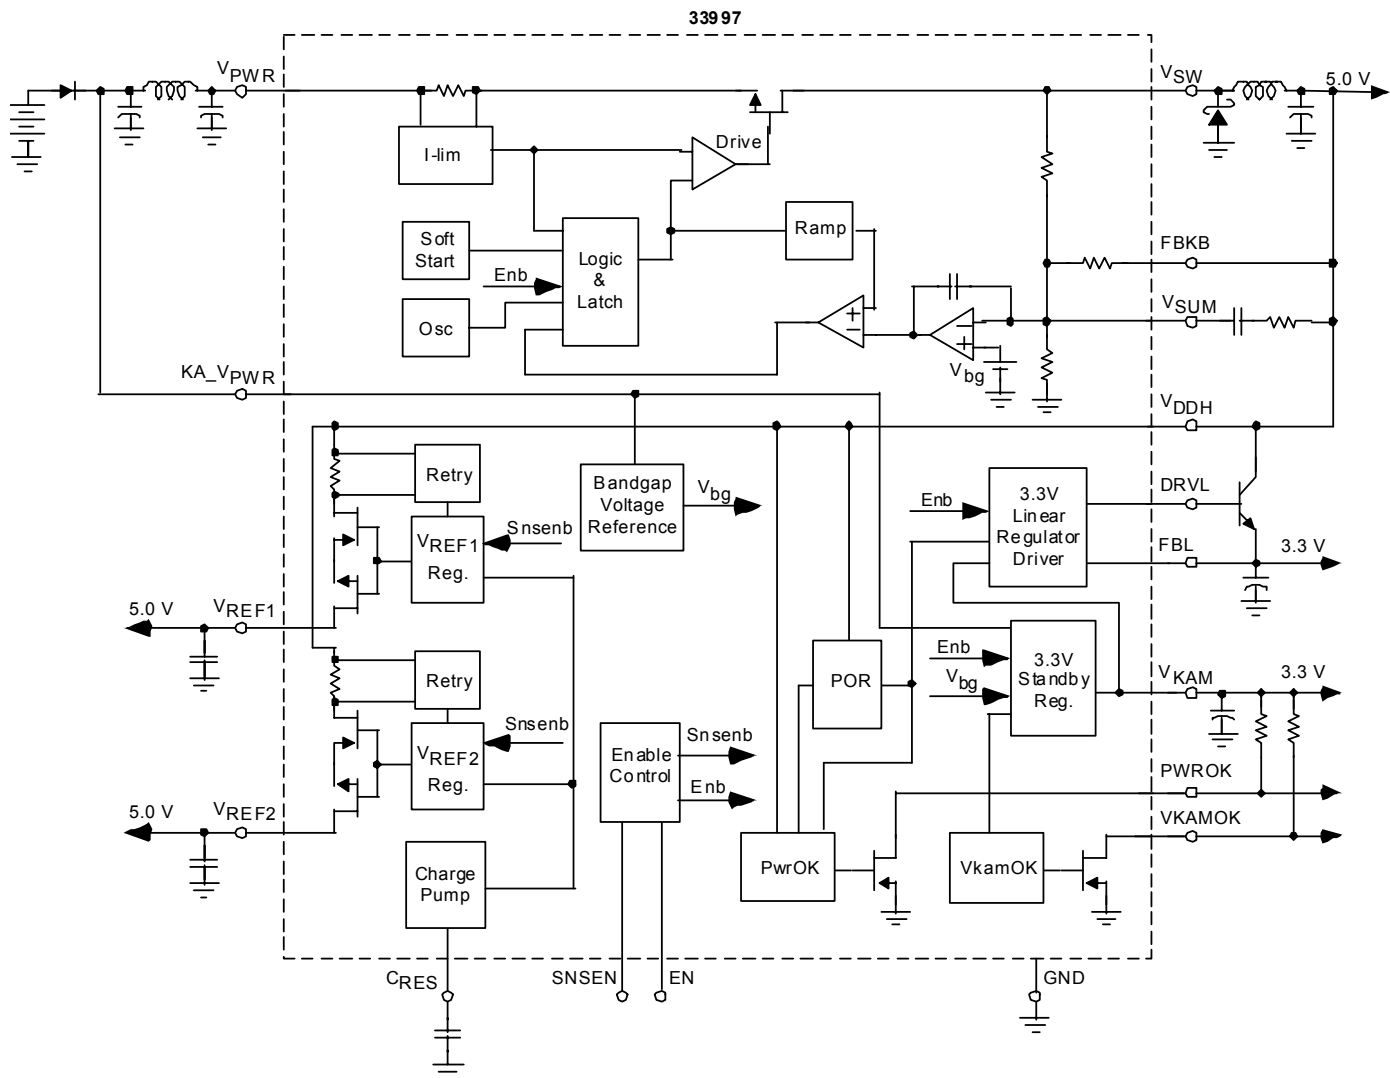 33997
VPWR
VSW
5.0 V
I-lim
Drive
Soft
Start
Logic
&
Latch
Ramp
FBKB
Enb
Osc
VSUM
+
−
−
+
Vbg
KA_VPWR
VDDH
Retry
Bandgap
Voltage
Reference
Vbg
3.3V
Linear
Regulator
Driver
Enb
DRVL
FBL
3.3 V
VREF1
Reg.
Snsenb
5.0 V
VREF1
Retry
POR
Enb
Vbg
3.3V
Standby
Reg.
VKAM
3.3 V
VREF2
Reg.
Snsenb
Enable
Control
Snsenb
Enb
PWROK
5.0 V
VREF2
VKAMOK
Charge
Pump
PwrOK
VkamOK
CRES
SNSEN
EN
GND